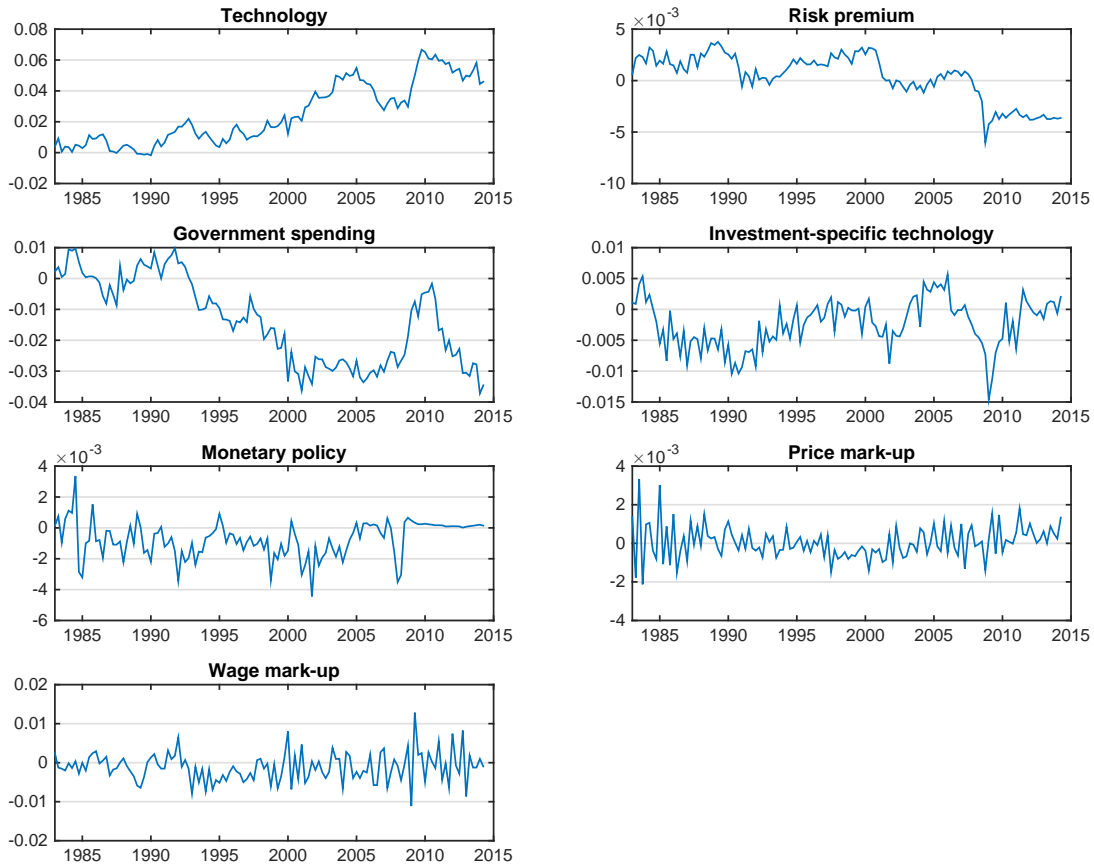 Technology
0.08
0.06
0.04
0.02
0
-0.02
1985 1990 1995 2000 2005 2010 2015
Risk premium
×10⁻³
5
0
-5
-10
1985 1990 1995 2000 2005 2010 2015
Government spending
0.01
0
-0.01
-0.02
-0.03
-0.04
1985 1990 1995 2000 2005 2010 2015
Investment-specific technology
0.01
0.005
0
-0.005
-0.01
-0.015
1985 1990 1995 2000 2005 2010 2015
Monetary policy
×10⁻³
4
2
0
-2
-4
-6
1985 1990 1995 2000 2005 2010 2015
Price mark-up
×10⁻³
4
2
0
-2
-4
1985 1990 1995 2000 2005 2010 2015
Wage mark-up
0.02
0.01
0
-0.01
-0.02
1985 1990 1995 2000 2005 2010 2015